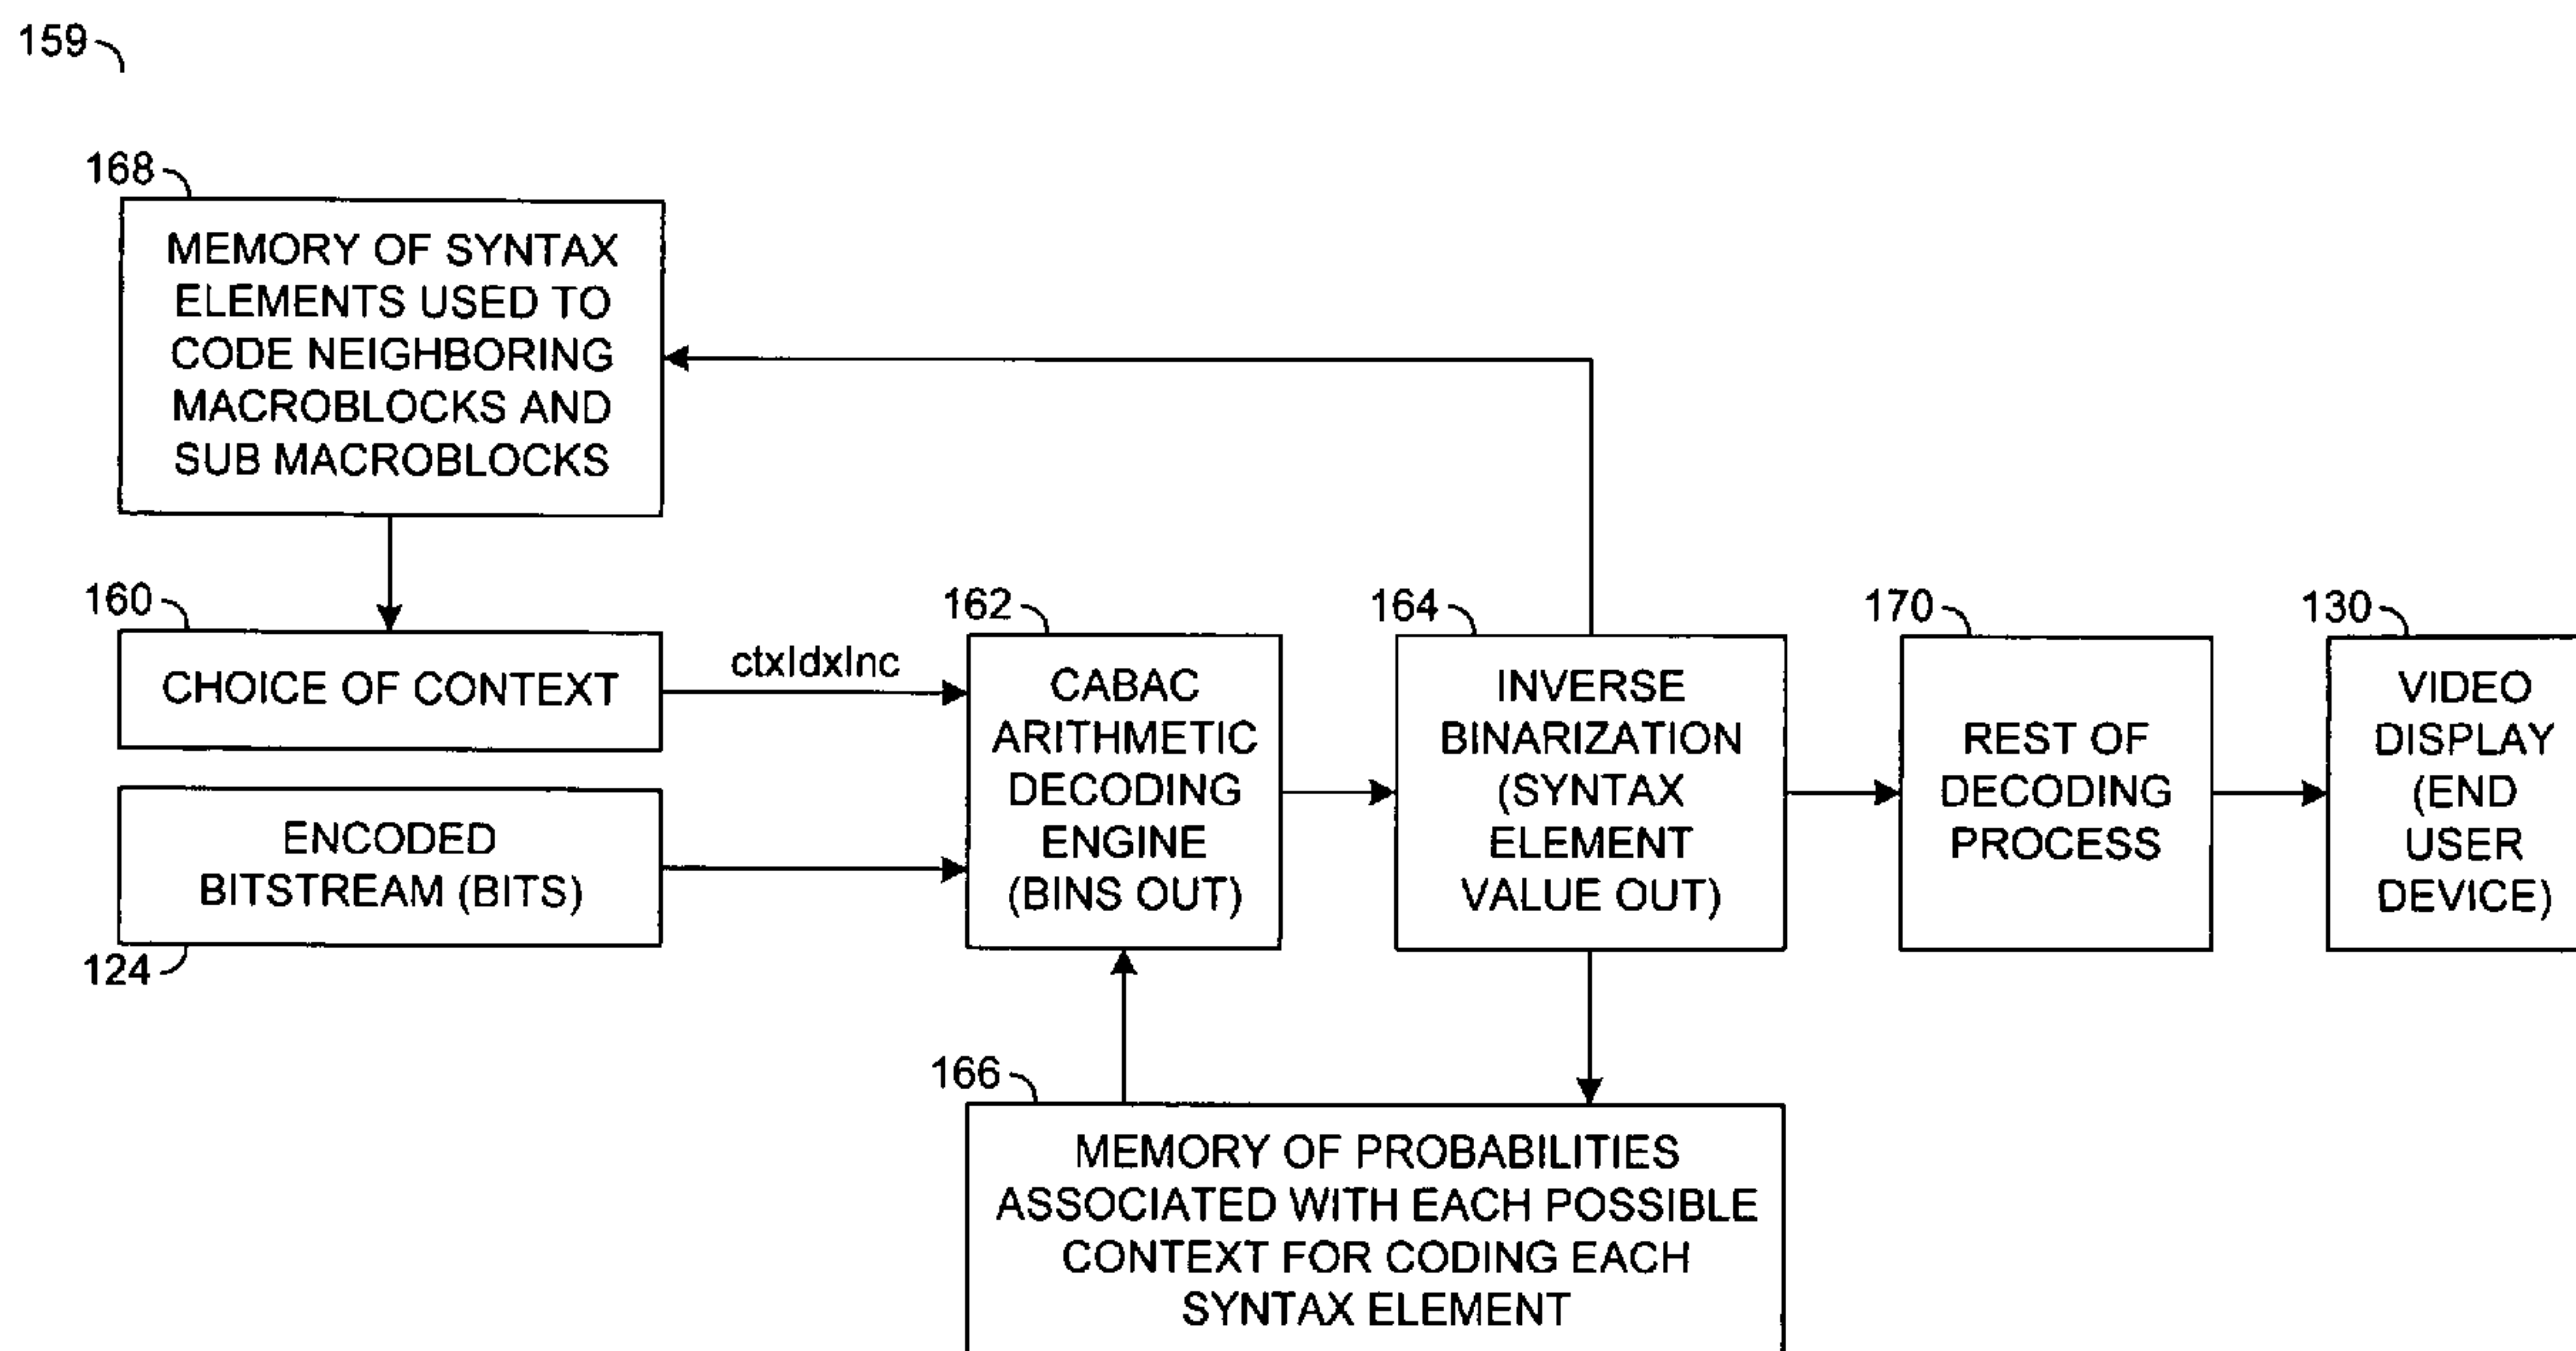 159
168
MEMORY OF SYNTAX
ELEMENTS USED TO
CODE NEIGHBORING
MACROBLOCKS AND
SUB MACROBLOCKS
160
CHOICE OF CONTEXT
ctxIdxInc
ENCODED
BITSTREAM (BITS)
124
162
CABAC
ARITHMETIC
DECODING
ENGINE
(BINS OUT)
164
INVERSE
BINARIZATION
(SYNTAX
ELEMENT
VALUE OUT)
170
REST OF
DECODING
PROCESS
130
VIDEO
DISPLAY
(END
USER
DEVICE)
166
MEMORY OF PROBABILITIES
ASSOCIATED WITH EACH POSSIBLE
CONTEXT FOR CODING EACH
SYNTAX ELEMENT